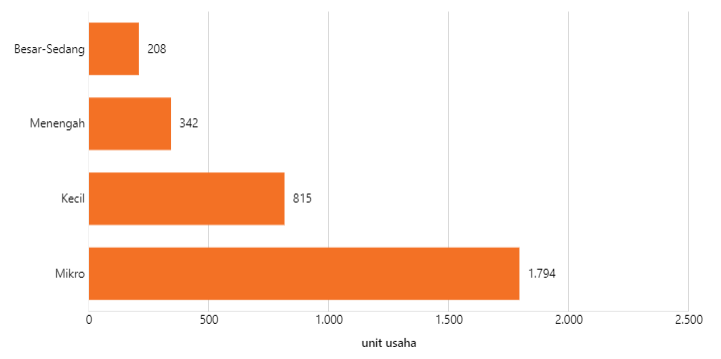 Besar-Sedang 208
Menengah 342
Kecil 815
Mikro 1.794
0 500 1.000 1.500 2.000 2.500
unit usaha